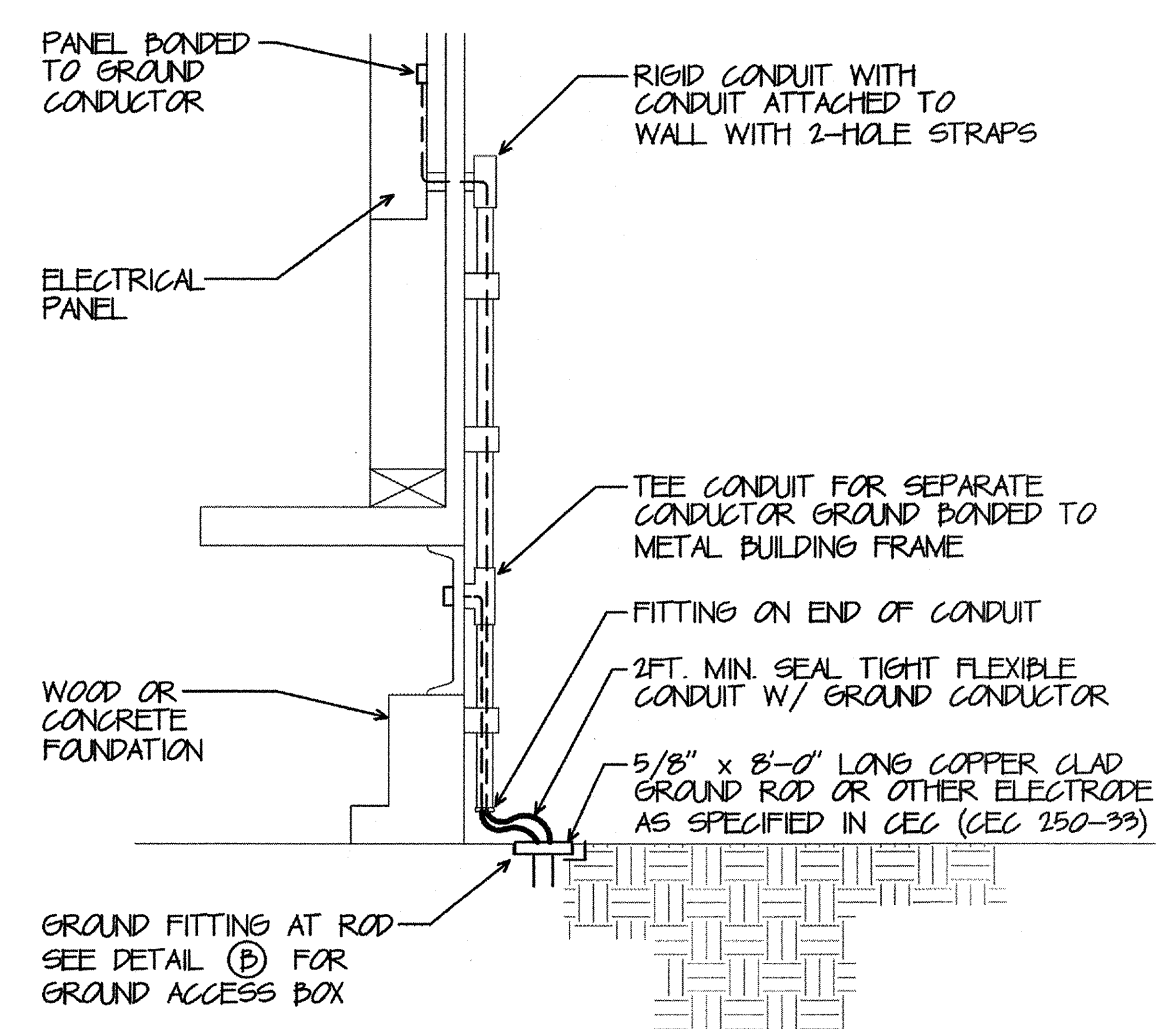 PANEL BONDED
TO GROUND
CONDUCTOR
RIGID CONDUIT WITH
CONDUIT ATTACHED TO
WALL WITH 2-HOLE STRAPS
ELECTRICAL
PANEL
TEE CONDUIT FOR SEPARATE
CONDUCTOR GROUND BONDED TO
METAL BUILDING FRAME
FITTING ON END OF CONDUIT
2FT. MIN. SEAL TIGHT FLEXIBLE
CONDUIT W/ GROUND CONDUCTOR
WOOD OR
CONCRETE
FOUNDATION
5/8" x 8'-0" LONG COPPER CLAD
GROUND ROD OR OTHER ELECTRODE
AS SPECIFIED IN CEC (CEC 250-33)
GROUND FITTING AT ROD
SEE DETAIL B FOR
GROUND ACCESS BOX